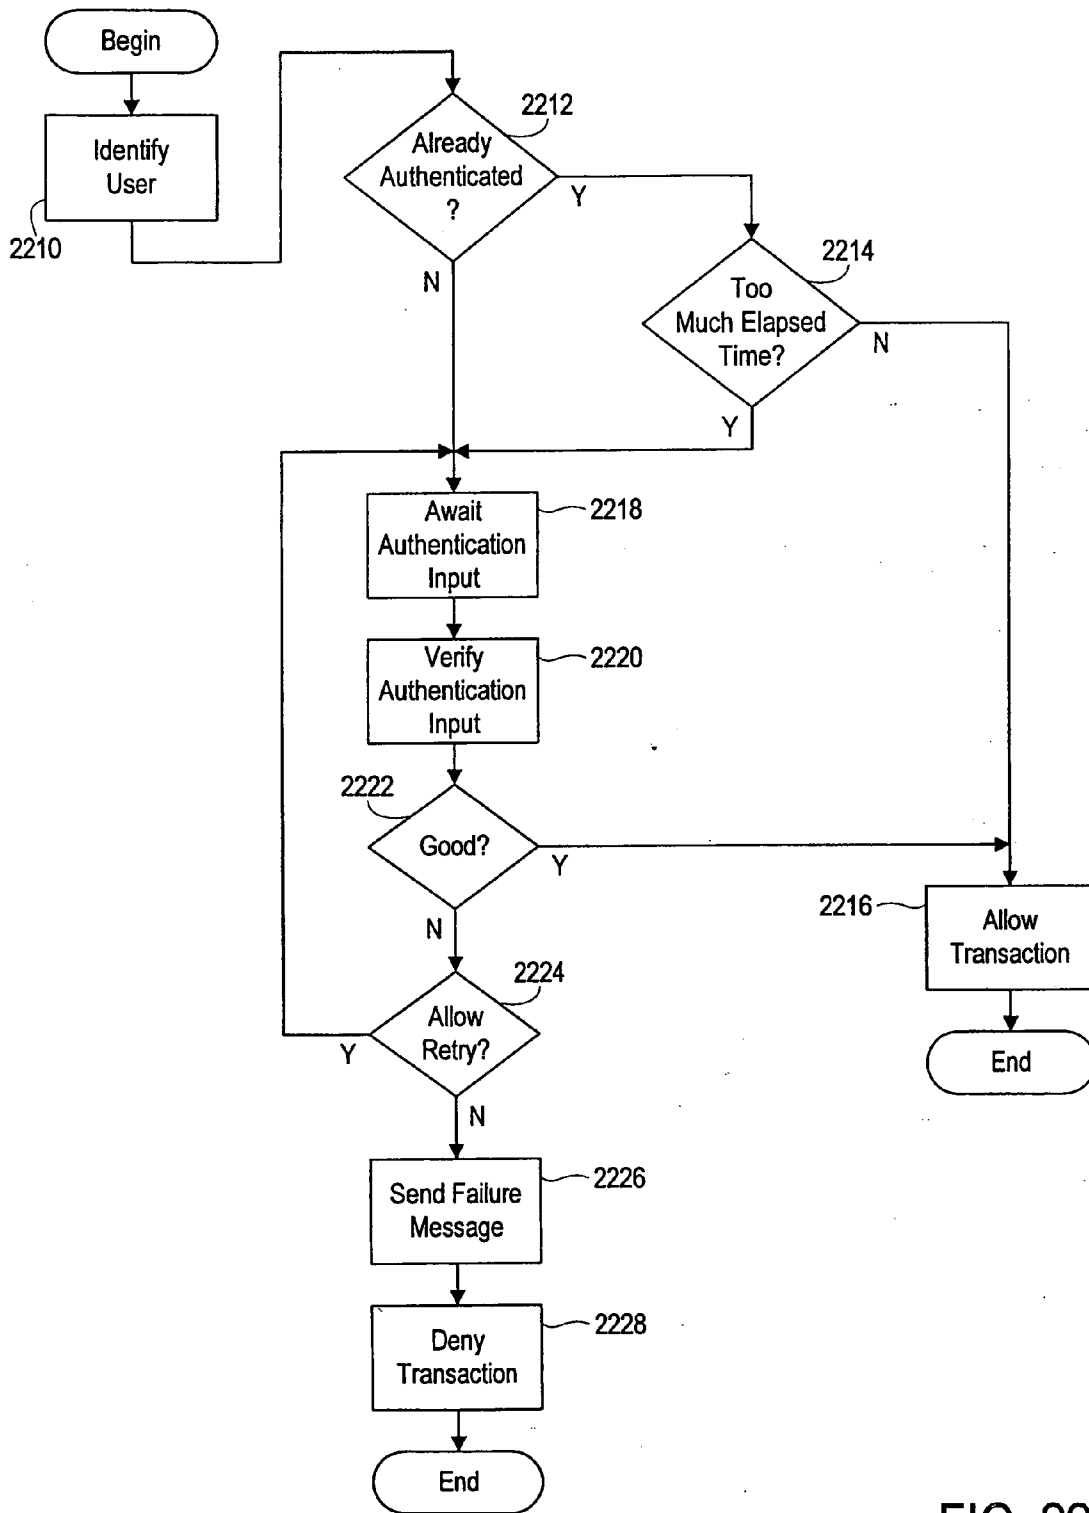 Begin
Identify
User
2210
Already
Authenticated
?
2212
Y
N
Too
Much Elapsed
Time?
2214
N
Y
Await
Authentication
Input
2218
Verify
Authentication
Input
2220
2222
Good?
Y
N
2216
Allow
Transaction
End
2224
Allow
Retry?
Y
N
Send Failure
Message
2226
Deny
Transaction
2228
End